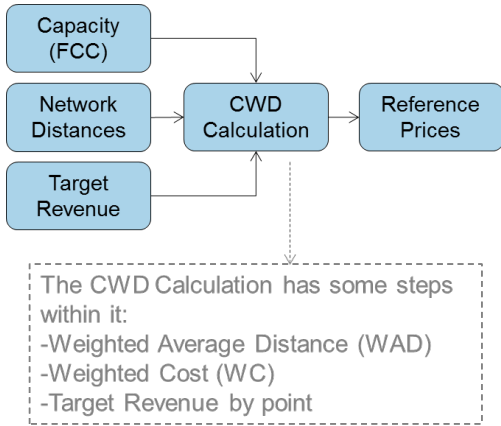 Capacity
(FCC)
Network
Distances
CWD
Calculation
Reference
Prices
Target
Revenue
The CWD Calculation has some steps
within it:
-Weighted Average Distance (WAD)
-Weighted Cost (WC)
-Target Revenue by point